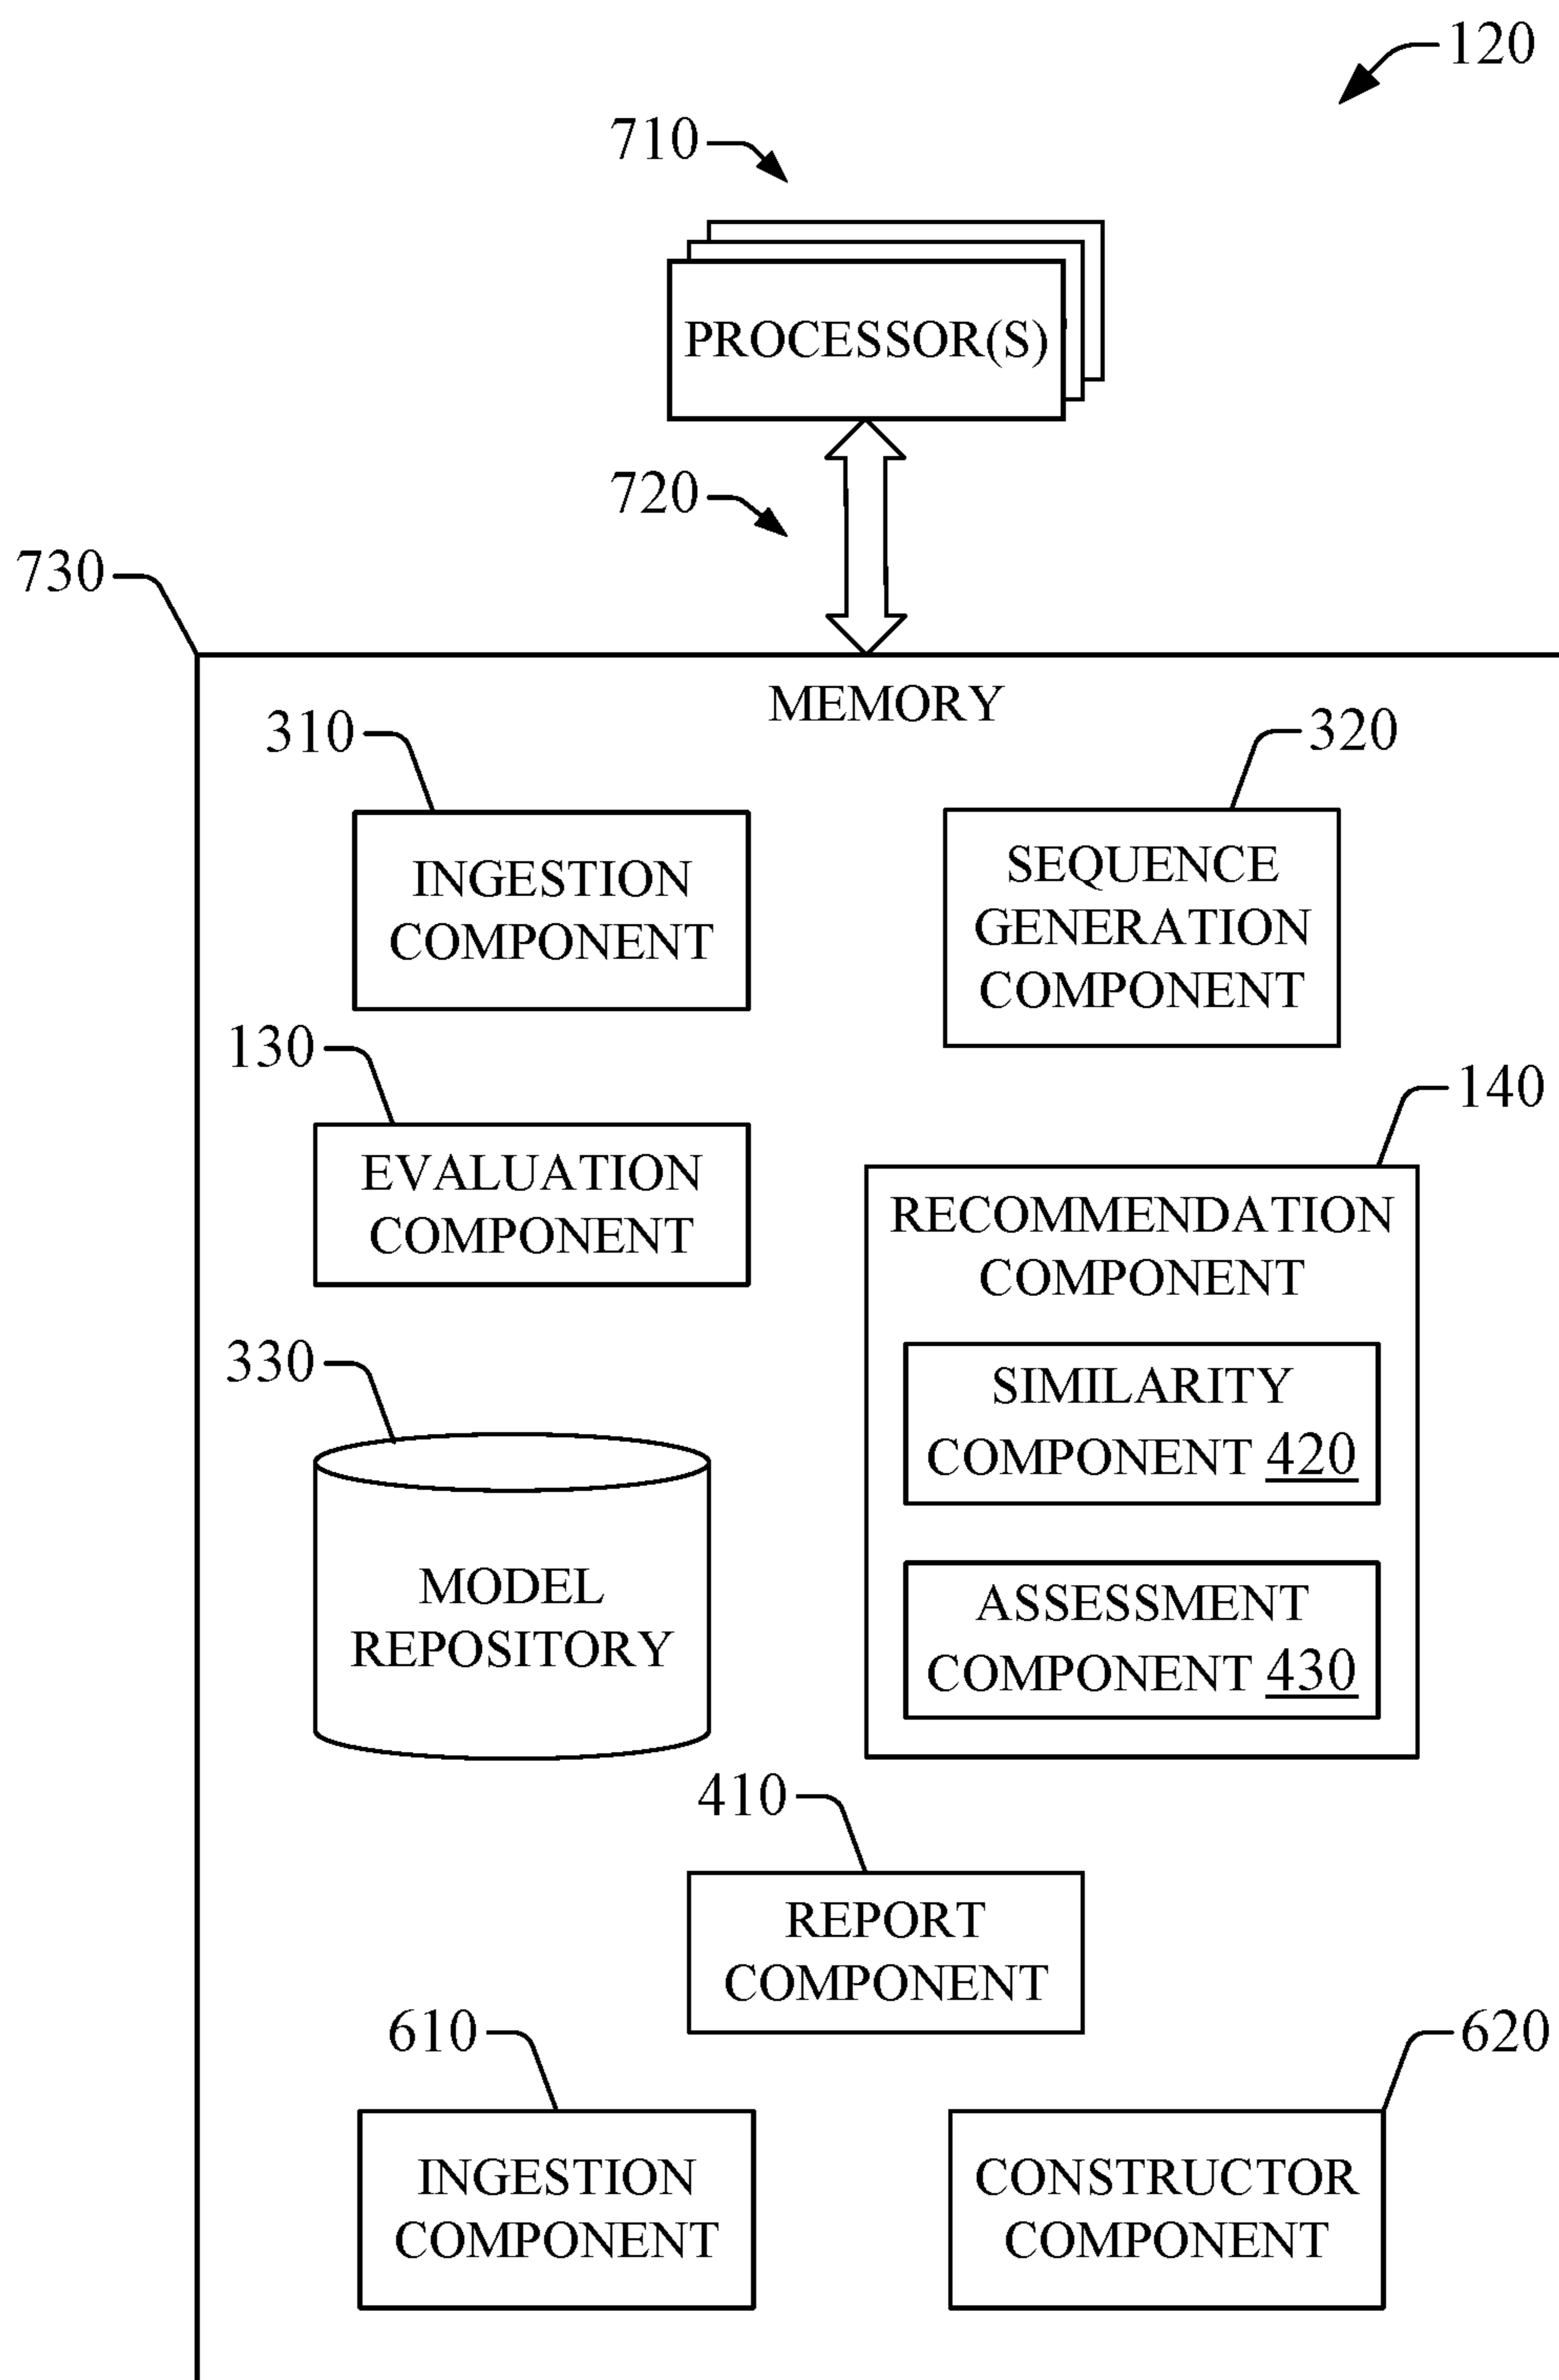 120
710
PROCESSOR(S)
720
730
MEMORY
310
320
INGESTION
COMPONENT
SEQUENCE
GENERATION
COMPONENT
130
140
EVALUATION
COMPONENT
RECOMMENDATION
COMPONENT
330
SIMILARITY
COMPONENT 420
MODEL
REPOSITORY
ASSESSMENT
COMPONENT 430
410
REPORT
COMPONENT
610
620
INGESTION
COMPONENT
CONSTRUCTOR
COMPONENT